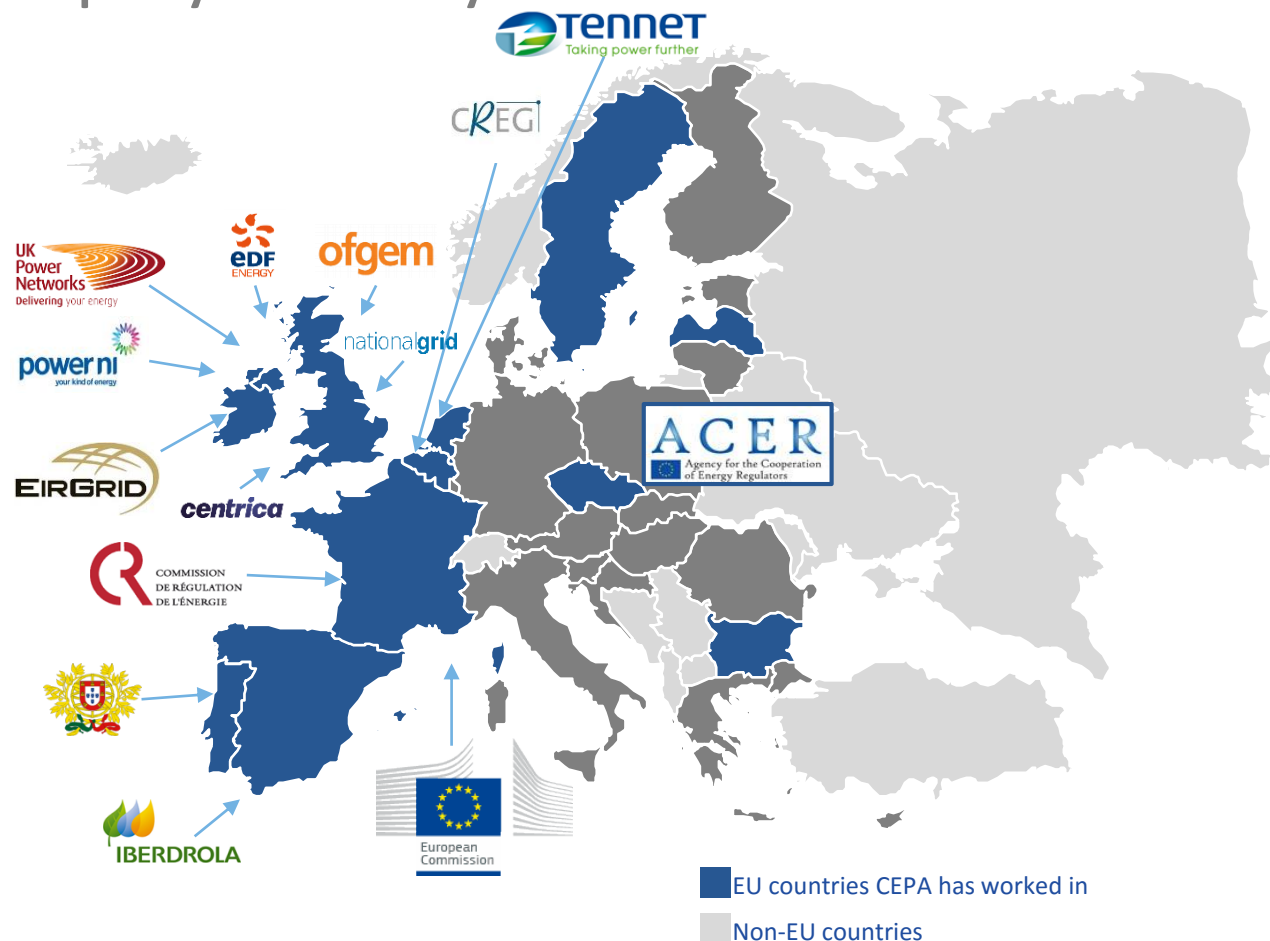 TenneT
Taking power further
CREG
UK
Power
Networks
Delivering your energy
eDF
ENERGY
ofgem
nationalgrid
power ni
your kind of energy
EIRGRID
centrica
ACER
Agency for the Cooperation
of Energy Regulators
CR
COMMISSION
DE RÉGULATION
DE L'ÉNERGIE
IBERDROLA
European
Commission
EU countries CEPA has worked in
Non-EU countries